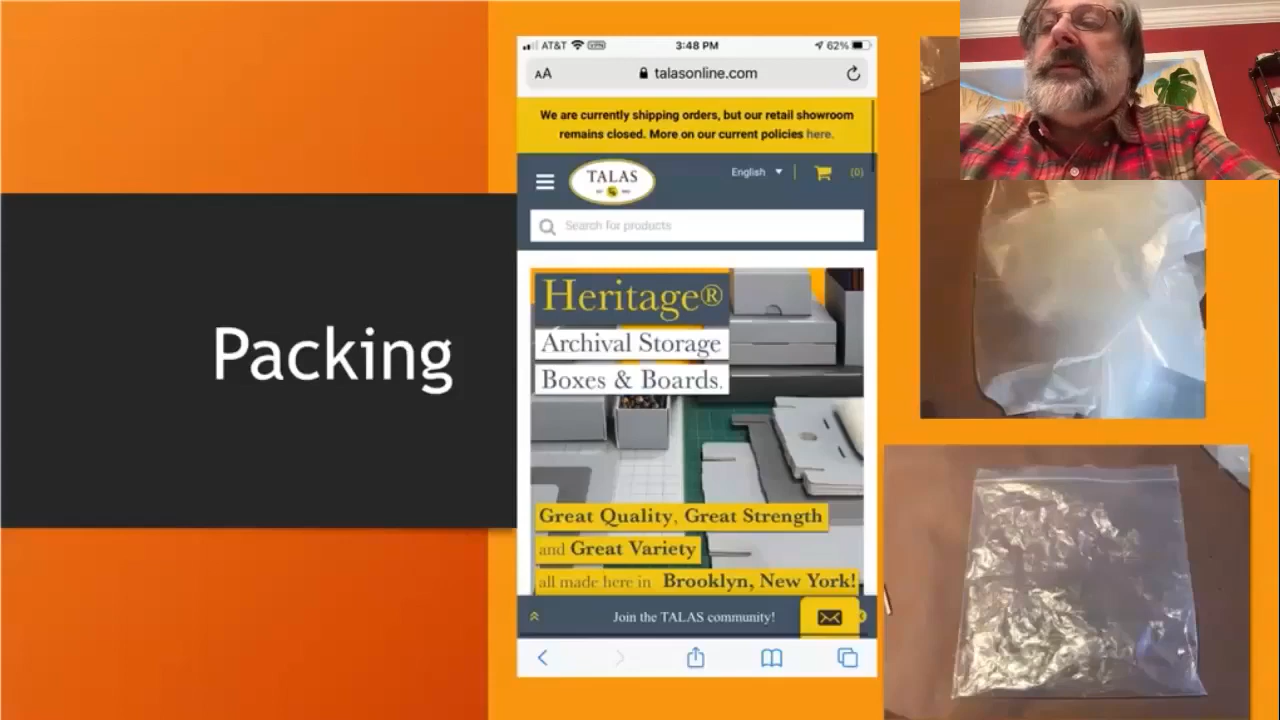 Packing
AT&T
3:48 PM
62%
AA
talasonline.com
We are currently shipping orders, but our retail showroom
remains closed. More on our current policies here.
TALAS
English
(0)
Search for products
Heritage®
Archival Storage
Boxes & Boards.
Great Quality, Great Strength
and Great Variety
all made here in Brooklyn, New York!
Join the TALAS community!